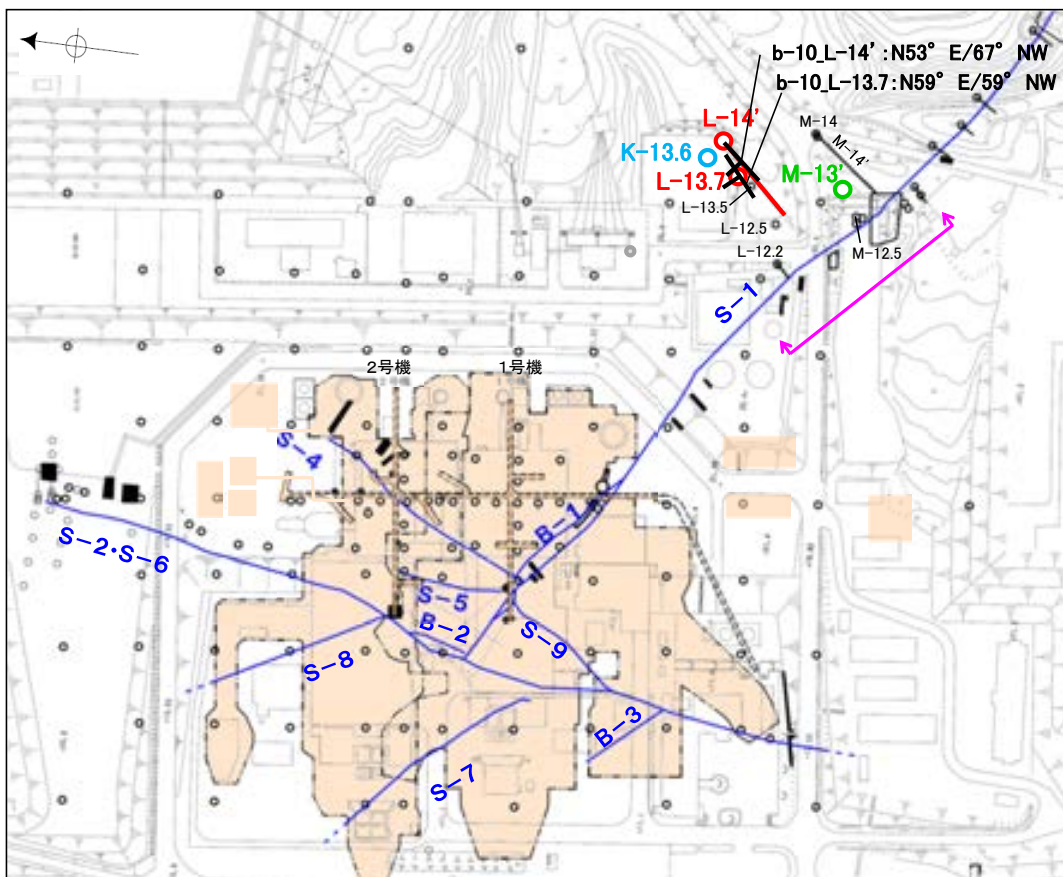 b-10_L-14’:N53° E/67° NW
b-10_L-13.7:N59° E/59° NW
L-14'
M-14
K-13.6
M-14'
L-13.7
M-13'
L-13.5
L-12.5
M-12.5
L-12.2
S-1
2号機
1号機
S-4
B-1
S-2・S-6
S-5
B-2
S-9
S-8
B-3
S-7